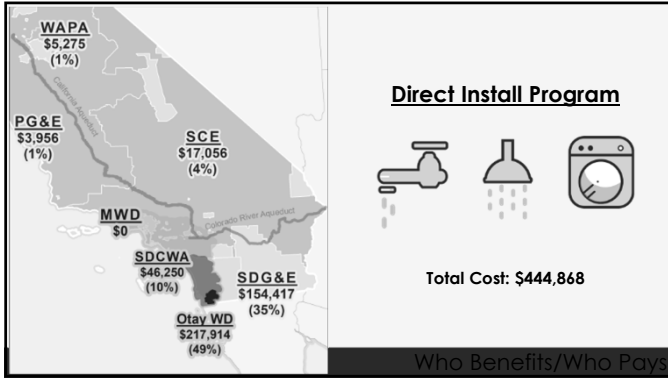 WAPA
$5,275
(1%)
California Aqueduct
PG&E
$3,956
(1%)
SCE
$17,056
(4%)
Colorado River Aqueduct
MWD
$0
SDCWA
$46,250
(10%)
SDG&E
$154,417
(35%)
Otay WD
$217,914
(49%)
Direct Install Program
Total Cost: $444,868
Who Benefits/Who Pays